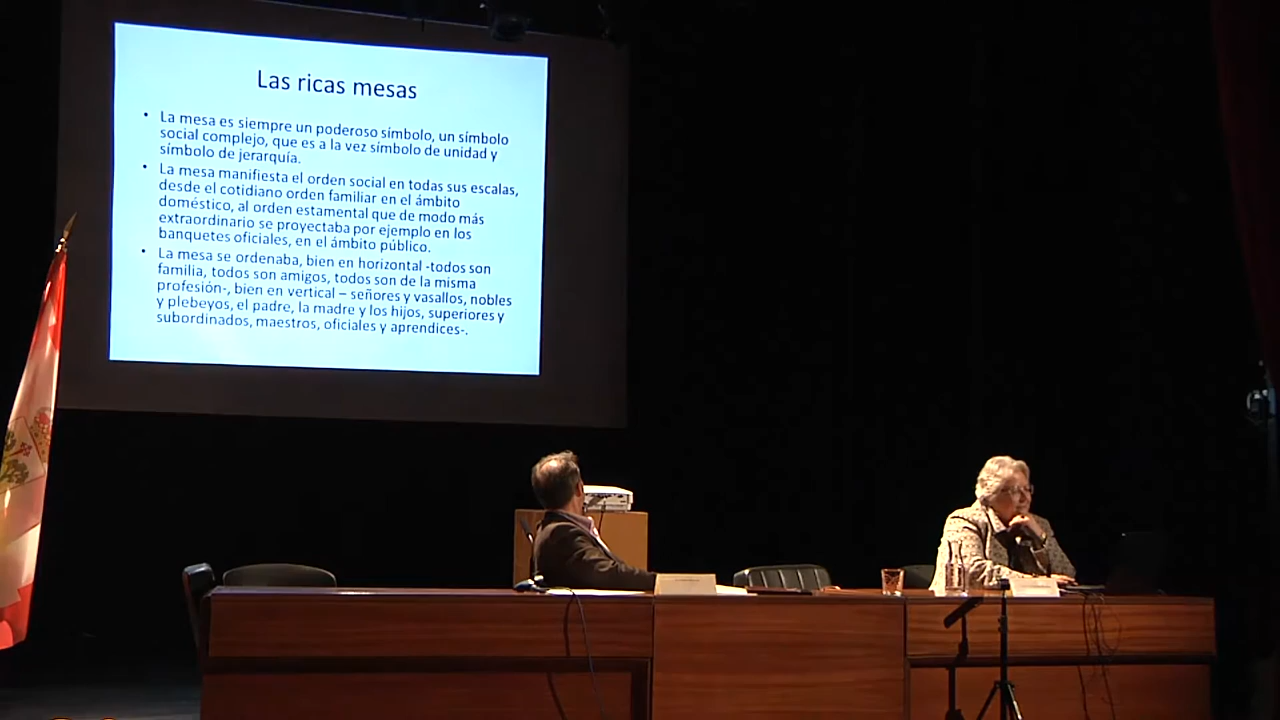 Las ricas mesas
• La mesa es siempre un poderoso símbolo, un símbolo
social complejo, que es a la vez símbolo de unidad y
símbolo de jerarquía.
• La mesa manifiesta el orden social en todas sus escalas,
desde el cotidiano orden familiar en el ámbito
doméstico, al orden estamental que de modo más
extraordinario se proyectaba por ejemplo en los
banquetes oficiales, en el ámbito público.
• La mesa se ordenaba, bien en horizontal -todos son
familia, todos son amigos, todos son de la misma
profesión-, bien en vertical – señores y vasallos, nobles
y plebeyos, el padre, la madre y los hijos, superiores y
subordinados, maestros, oficiales y aprendices-.